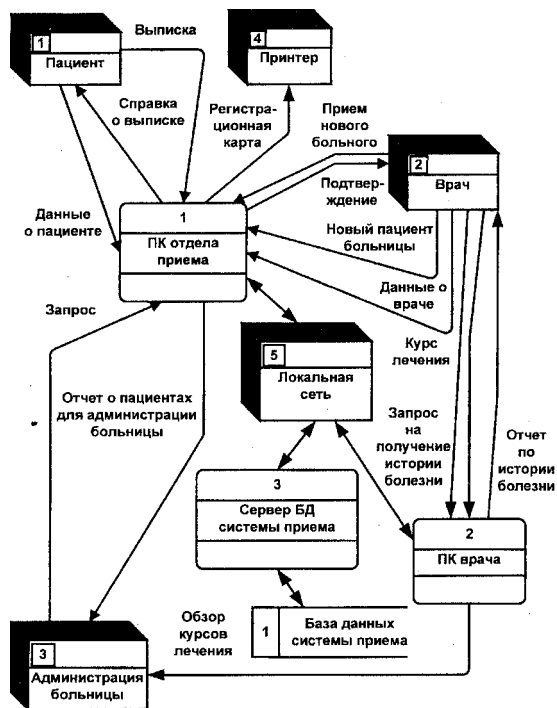 1
Пациент
Выписка
4
Принтер
Справка
о выписке
Регистра-
ционная
карта
Прием
нового
больного
2
Врач
Подтвер-
ждение
Данные
о пациенте
1
ПК отдела
приема
Новый пациент
больницы
Данные о
враче
Запрос
5
Локальная
сеть
Курс
лечения
Отчет о пациентах
для администрации
больницы
Запрос
на
получение
истории
болезни
Отчет
по
истории
болезни
3
Сервер БД
системы приема
2
ПК врача
1
База данных
системы приема
Обзор
курсов
лечения
3
Администрация
больницы